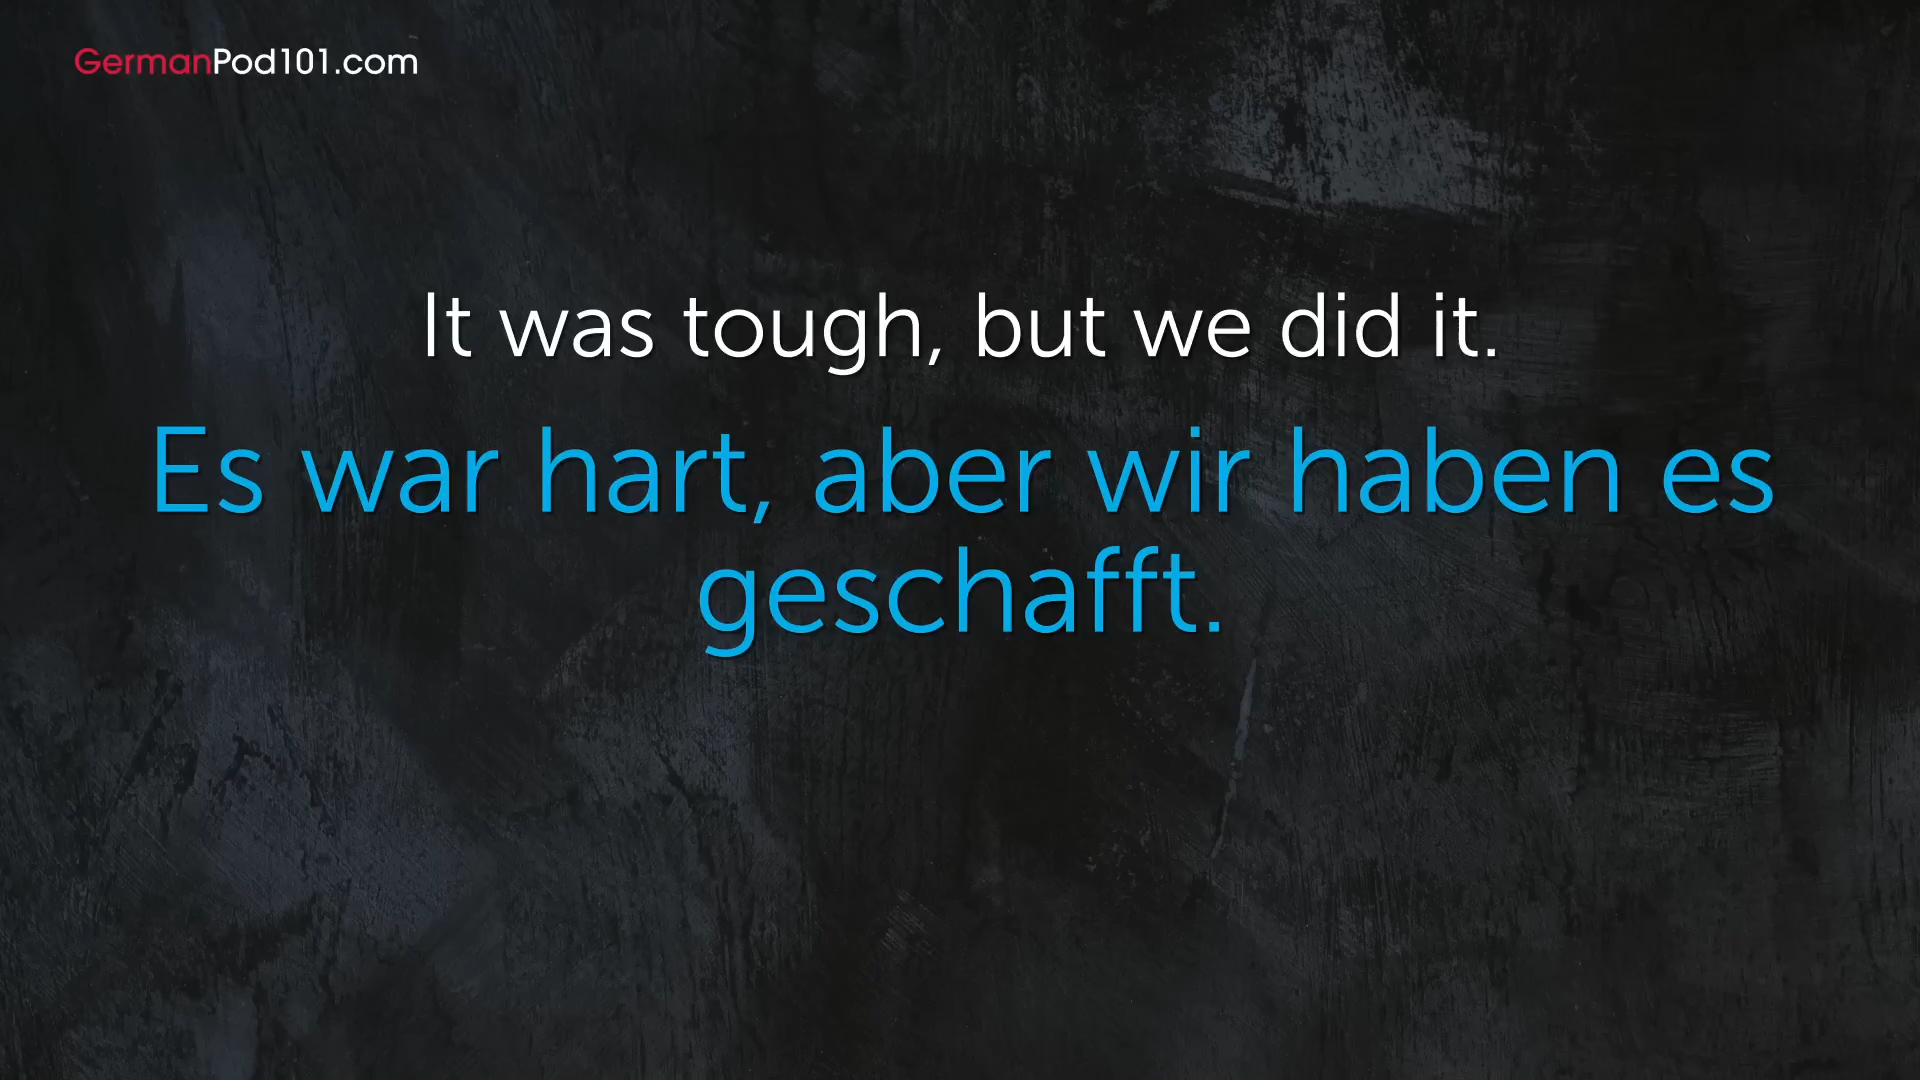 GermanPod101.com
It was tough, but we did it.
Es war hart, aber wir haben es
geschafft.